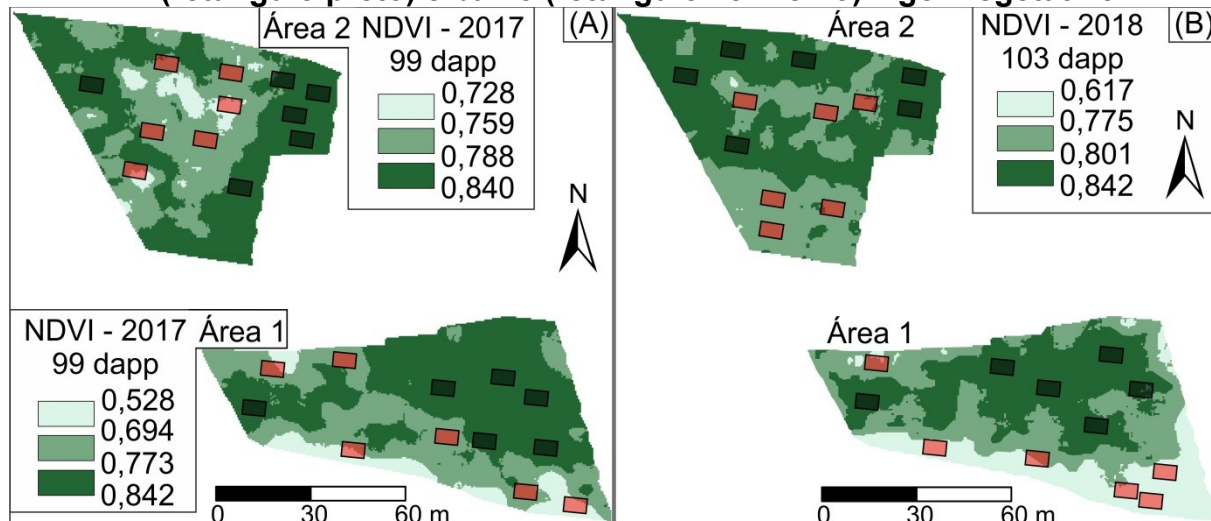 Área 2
NDVI - 2017
99 dapp
0,728
0,759
0,788
0,840
(A)
N
NDVI - 2017
99 dapp
0,528
0,694
0,773
0,842
Área 1
0 30 60 m
Área 2
NDVI - 2018
103 dapp
0,617
0,775
0,801
0,842
(B)
N
Área 1
0 30 60 m